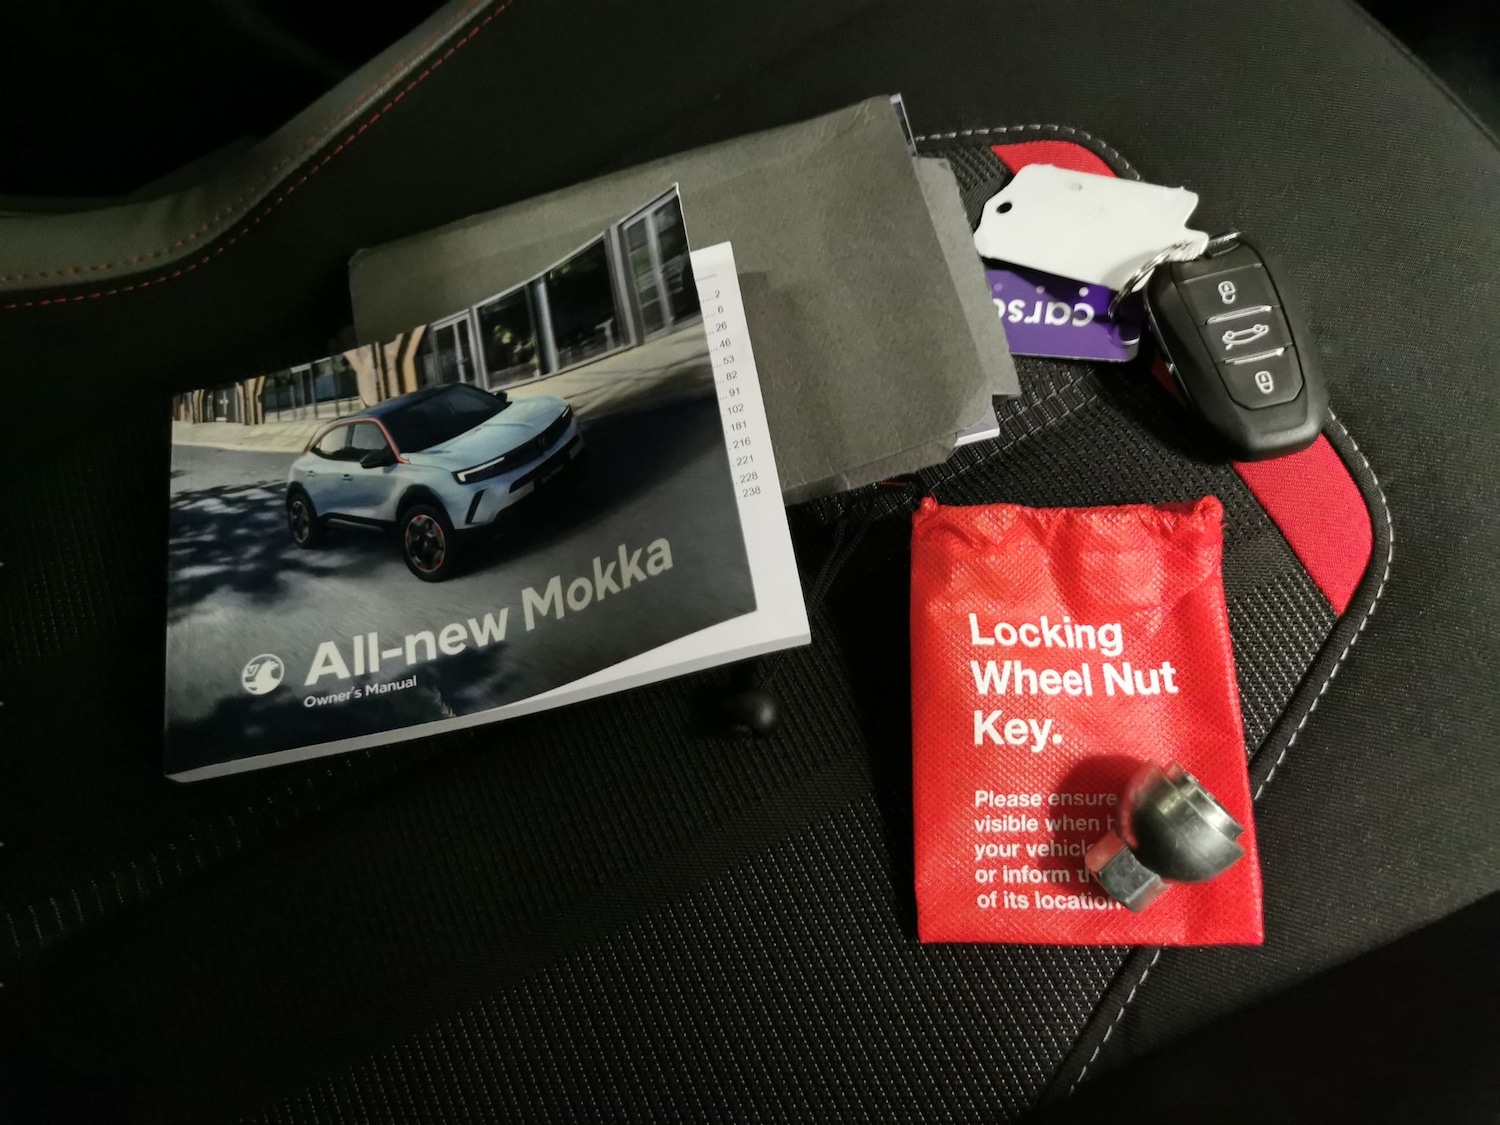 All-new Mokka
Owner's Manual
2
6
26
46
53
82
91
102
181
216
221
228
238
Locking
Wheel Nut
Key.
Please ensure
visible when
your vehicle
or inform
of its location